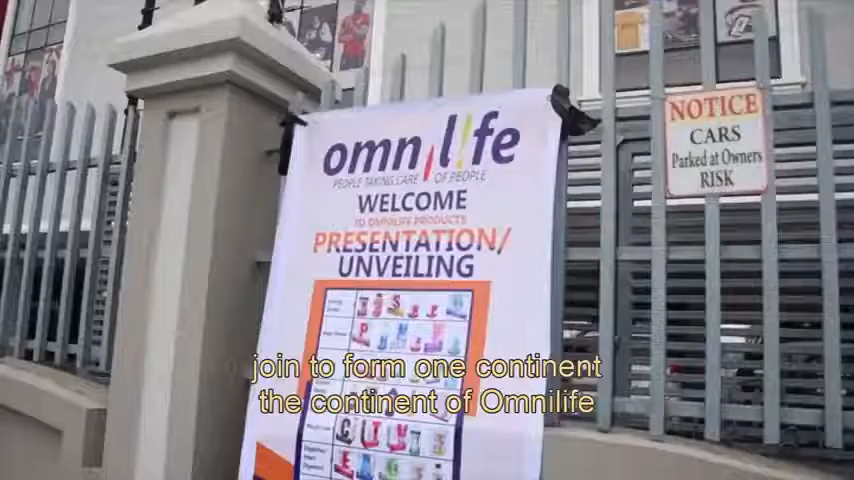 omnilife
PEOPLE TAKING CARE OF PEOPLE
WELCOME
TO OMNILIFE PRODUCTS
PRESENTATION/
UNVEILING
NOTICE
CARS
Parked at Owners
RISK
join to form one continent
the continent of Omnilife